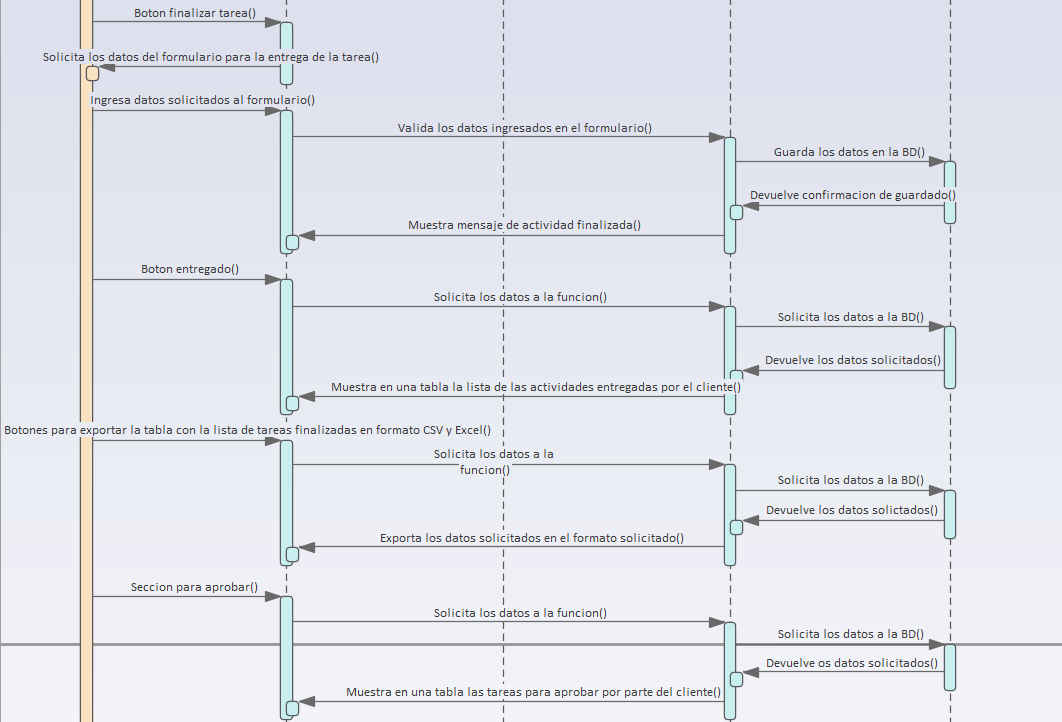 Boton finalizar tarea()
Solicita los datos del formulario para la entrega de la tarea()
Ingresa datos solicitados al formulario()
Valida los datos ingresados en el formulario()
Guarda los datos en la BD()
Devuelve confirmacion de guardado()
Muestra mensaje de actividad finalizada()
Boton entregado()
Solicita los datos a la funcion()
Solicita los datos a la BD()
Devuelve los datos solicitados()
Muestra en una tabla la lista de las actividades entregadas por el cliente()
Botones para exportar la tabla con la lista de tareas finalizadas en formato CSV y Excel()
Solicita los datos a la
funcion()
Solicita los datos a la BD()
Devuelve los datos solictados()
Exporta los datos solicitados en el formato solicitado()
Seccion para aprobar()
Solicita los datos a la funcion()
Solicita los datos a la BD()
Devuelve os datos solicitados()
Muestra en una tabla las tareas para aprobar por parte del cliente()